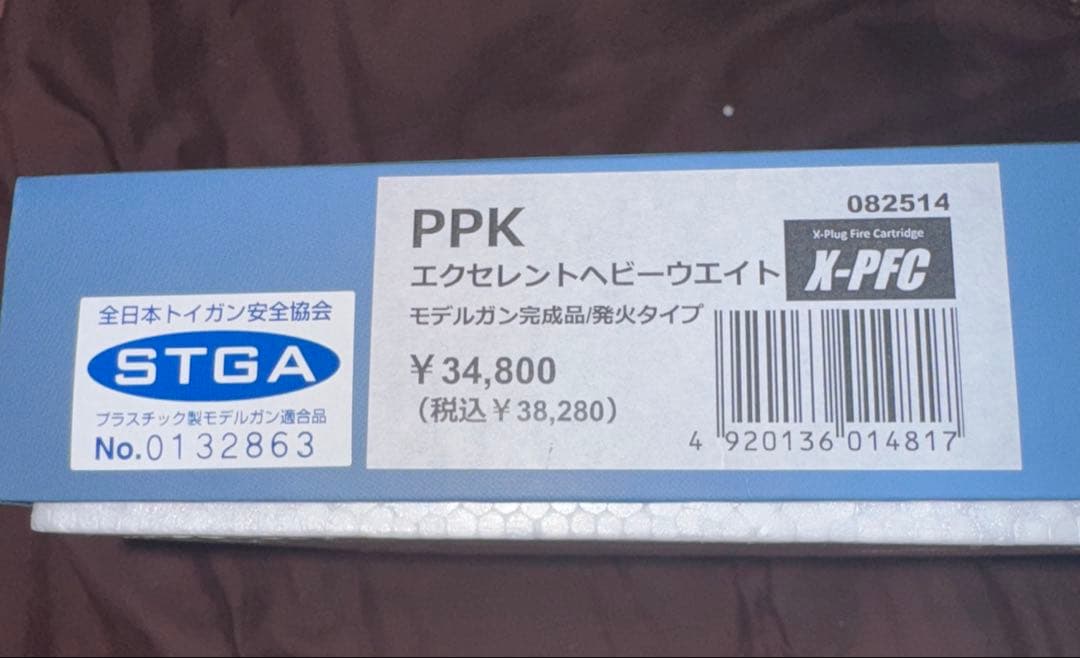 全日本トイガン安全協会
STGA
プラスチック製モデルガン適合品
No.0132863
PPK
エクセレントヘビーウエイト
モデルガン完成品/発火タイプ
¥34,800
(税込¥38,280)
082514
X-Plug Fire Cartridge
X-PFC
4 920136 014817